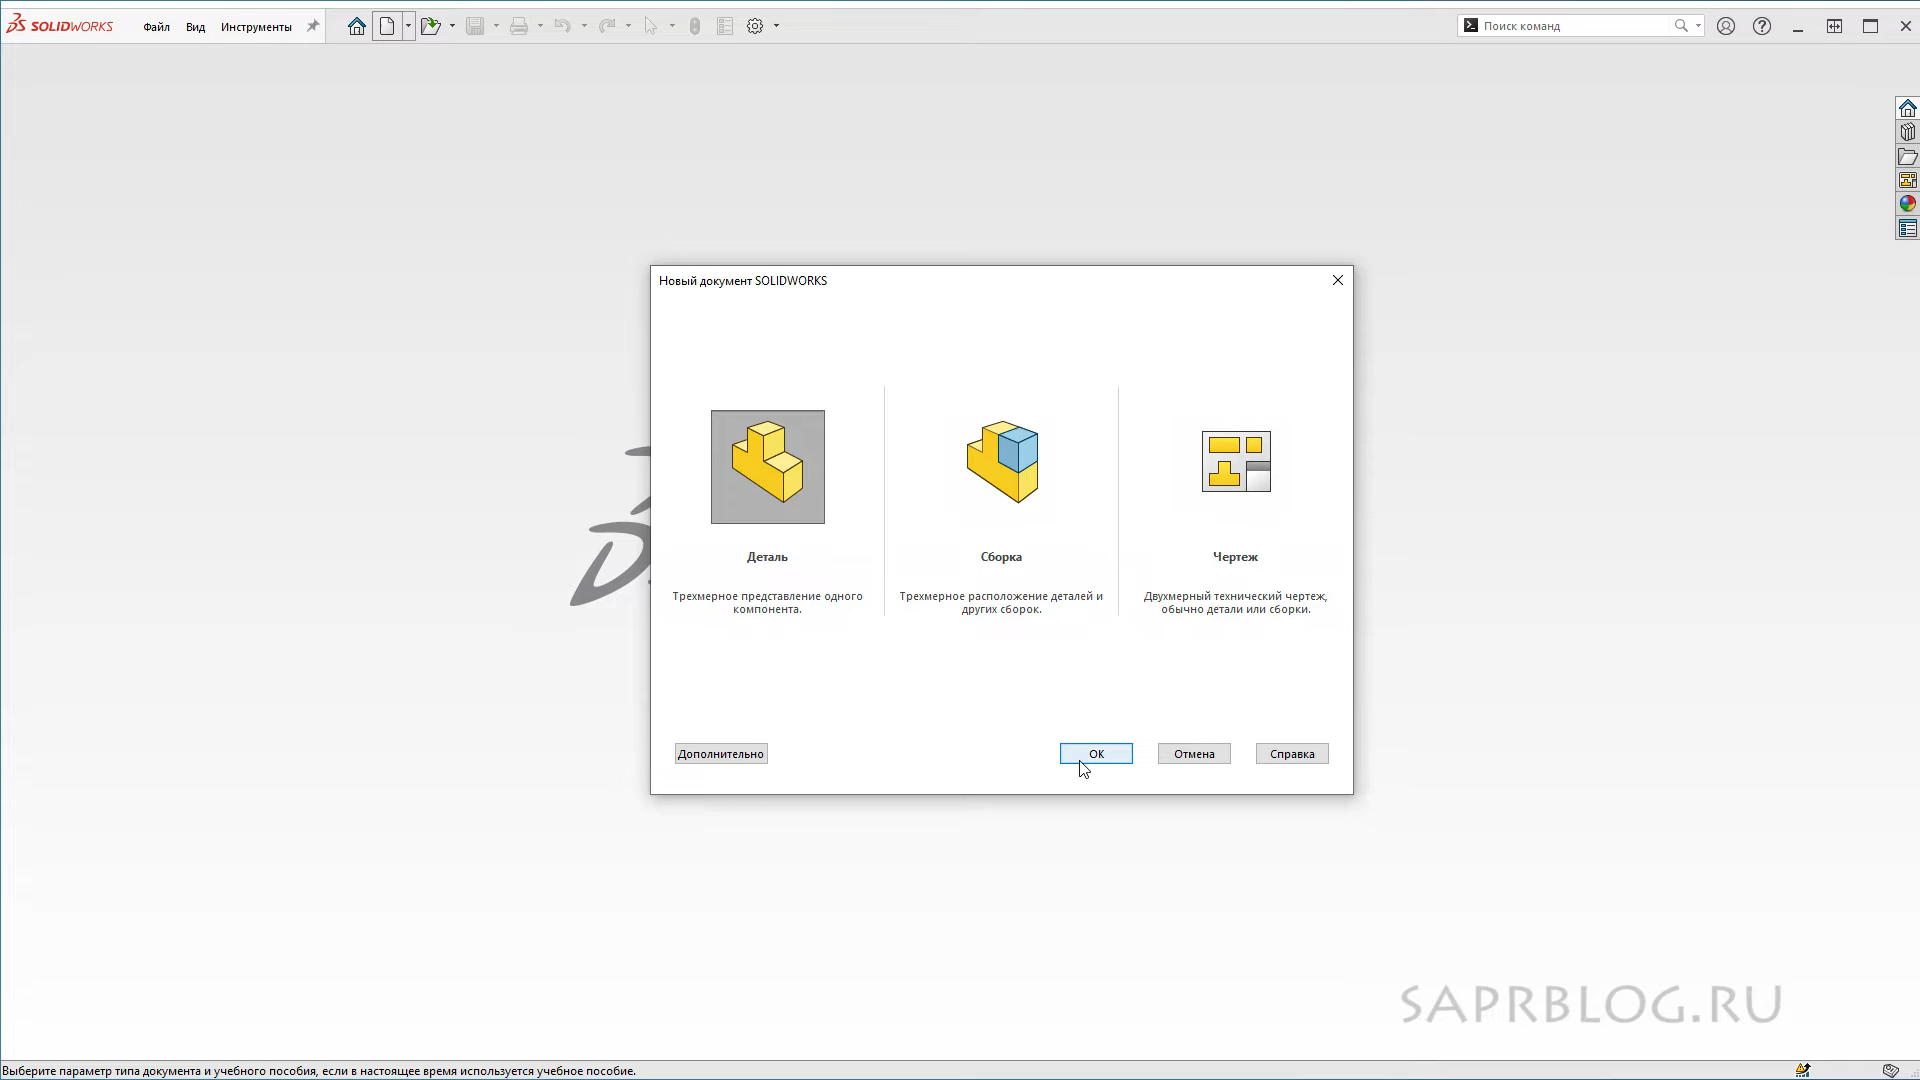 SOLIDWORKS
Файл Вид Инструменты
Поиск команд
Новый документ SOLIDWORKS
Деталь
Трехмерное представление одного
компонента.
Сборка
Трехмерное расположение деталей и
других сборок.
Чертеж
Двухмерный технический чертеж,
обычно детали или сборки.
Дополнительно
OK
Отмена
Справка
SAPRBLOG.RU
Выберите параметр типа документа и учебного пособия, если в настоящее время используется учебное пособие.